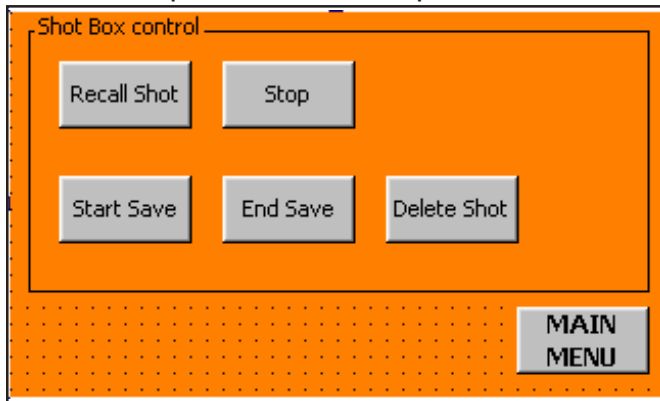 Shot Box control
Recall Shot
Stop
Start Save
End Save
Delete Shot
MAIN
MENU